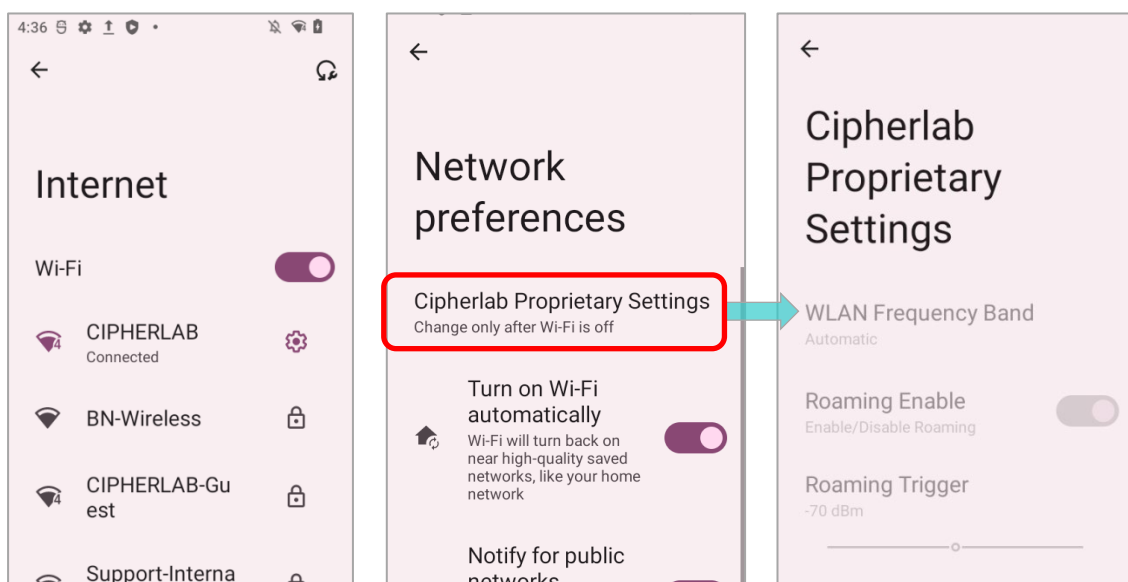 4:36
Internet
Wi-Fi
CIPHERLAB
Connected
BN-Wireless
CIPHERLAB-Gu
est
Support-Interna
Network
preferences
Cipherlab Proprietary Settings
Change only after Wi-Fi is off
Turn on Wi-Fi
automatically
Wi-Fi will turn back on
near high-quality saved
networks, like your home
network
Notify for public
networks
Cipherlab
Proprietary
Settings
WLAN Frequency Band
Automatic
Roaming Enable
Enable/Disable Roaming
Roaming Trigger
-70 dBm